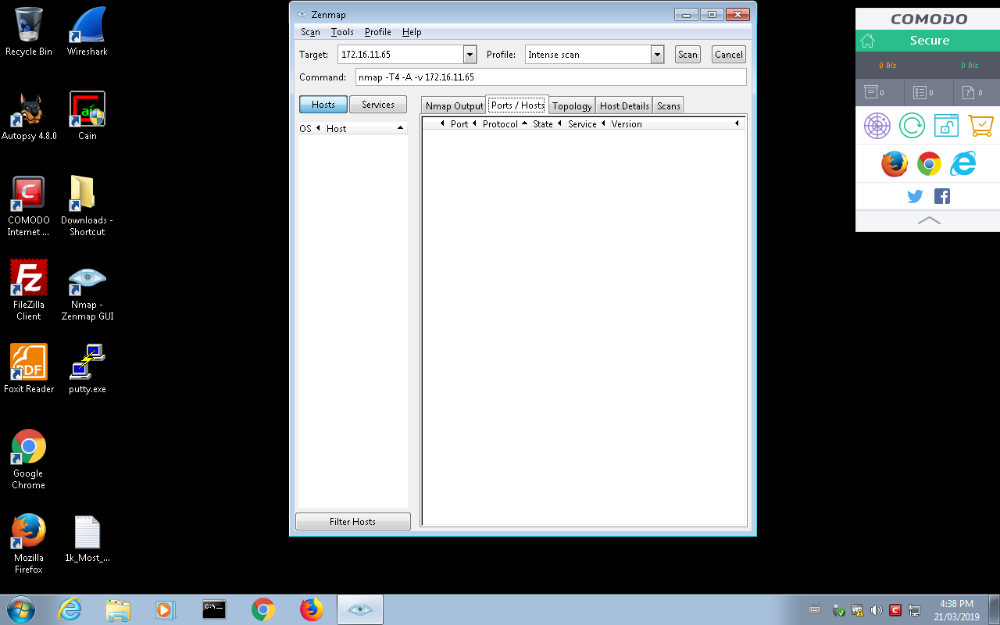 Recycle Bin
Wireshark
Autopsy 4.8.0
Cain
COMODO
Internet ...
Downloads -
Shortcut
FileZilla
Client
Nmap -
Zenmap GUI
Foxit Reader
putty.exe
Google
Chrome
Mozilla
Firefox
1k_Most_...
Zenmap
Scan Tools Profile Help
Target: 172.16.11.65 Profile: Intense scan Scan Cancel
Command: nmap -T4 -A -v 172.16.11.65
Hosts Services
Nmap Output Ports / Hosts Topology Host Details Scans
OS Host
Port Protocol State Service Version
Filter Hosts
COMODO
Secure
0 B/s 0 B/s
0 0 0
4:38 PM
21/03/2019